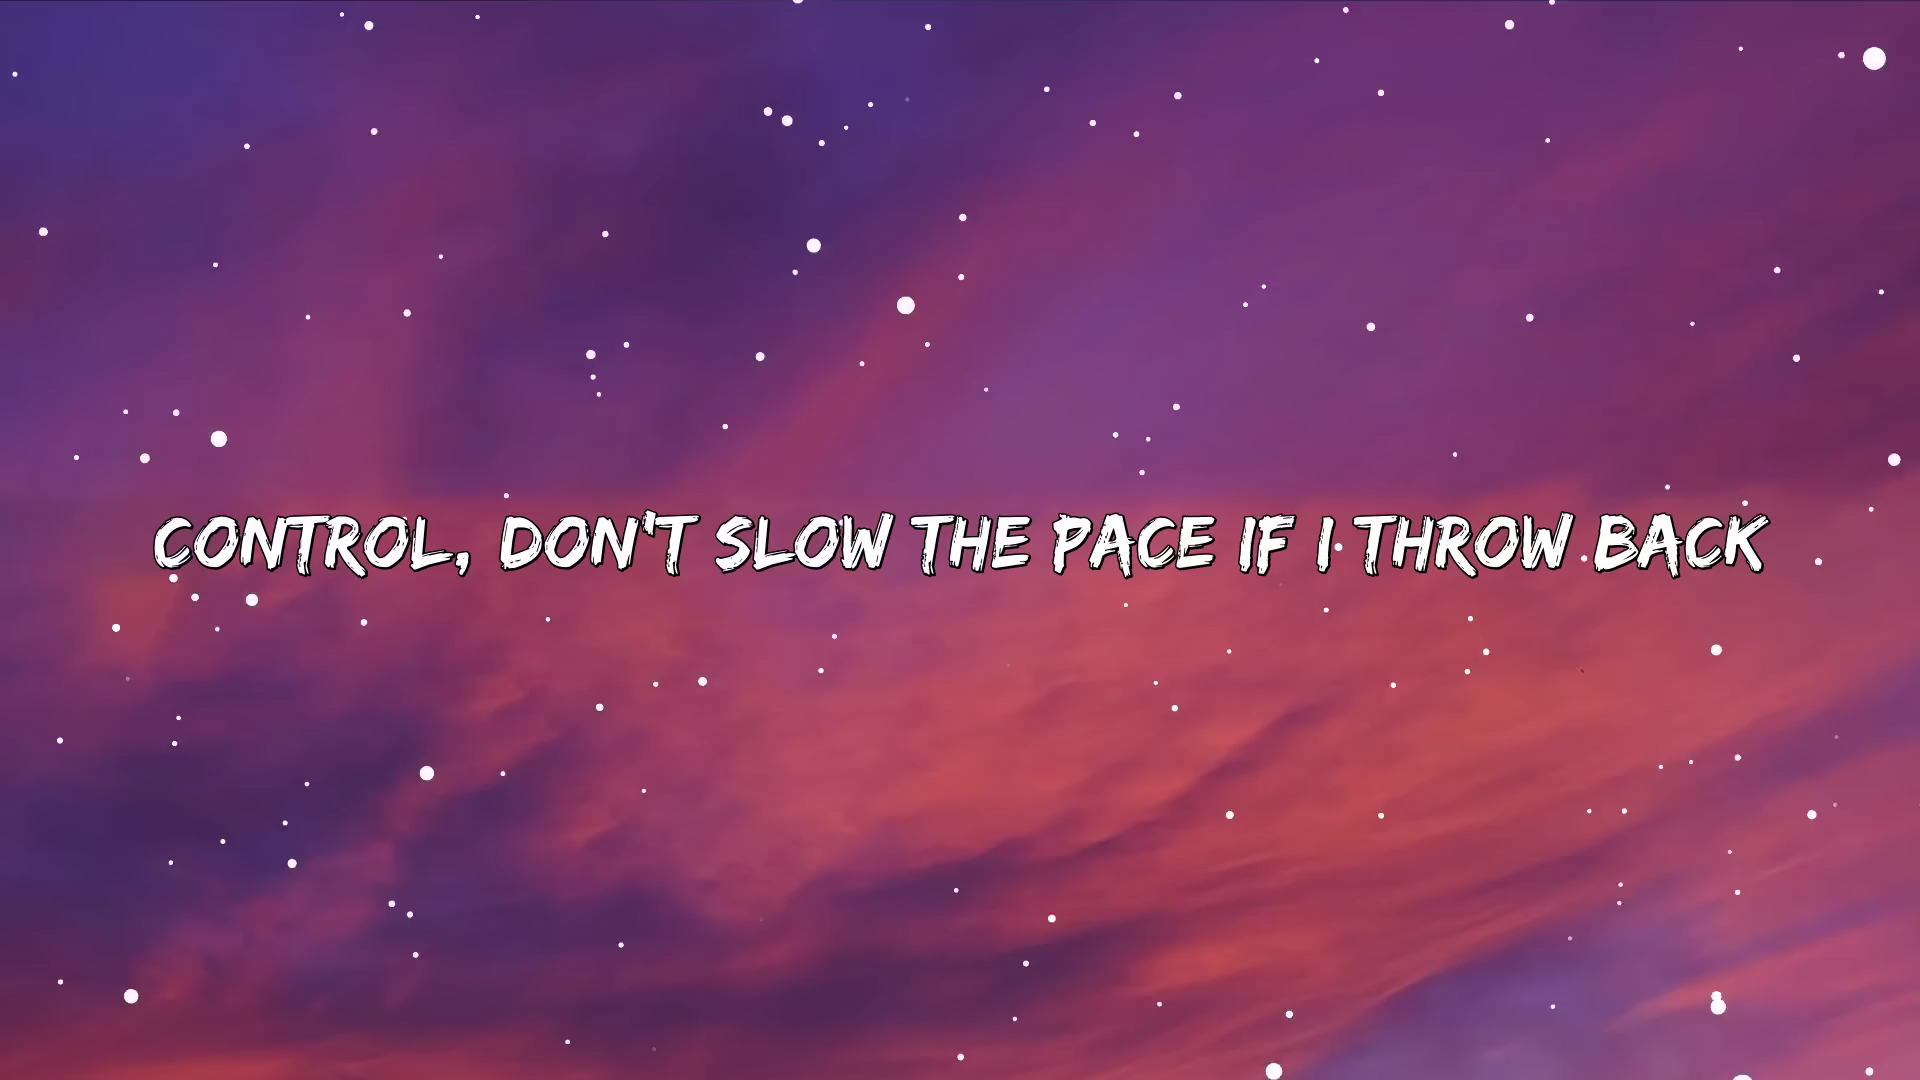 CONTROL, DON'T SLOW THE PACE IF I THROW BACK